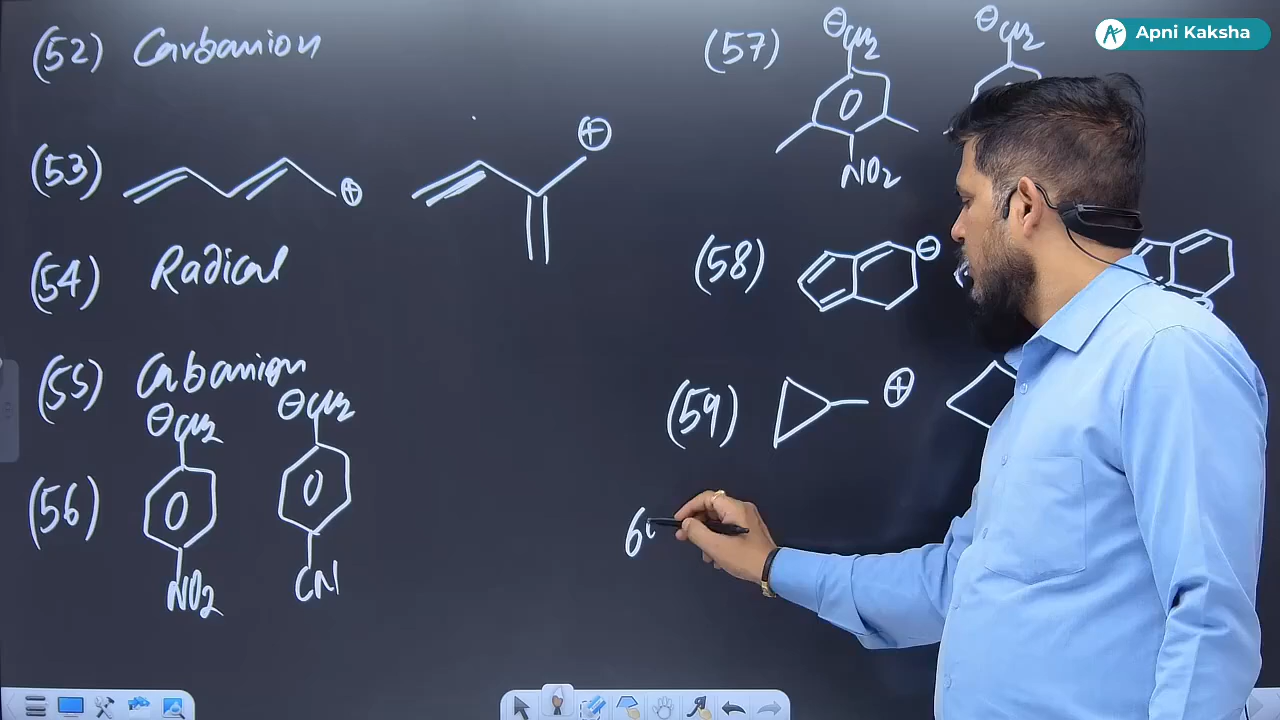 Apni Kaksha
(52) Carbanion
(53) ⊕ ⊕
(54) Radical
(55) Cabanion
(56) ⊖CH2 ⊖CH2
NO2 CN
(57) ⊖CH2 ⊖CH2
NO2
(58) ⊖
(59) ⊕
6